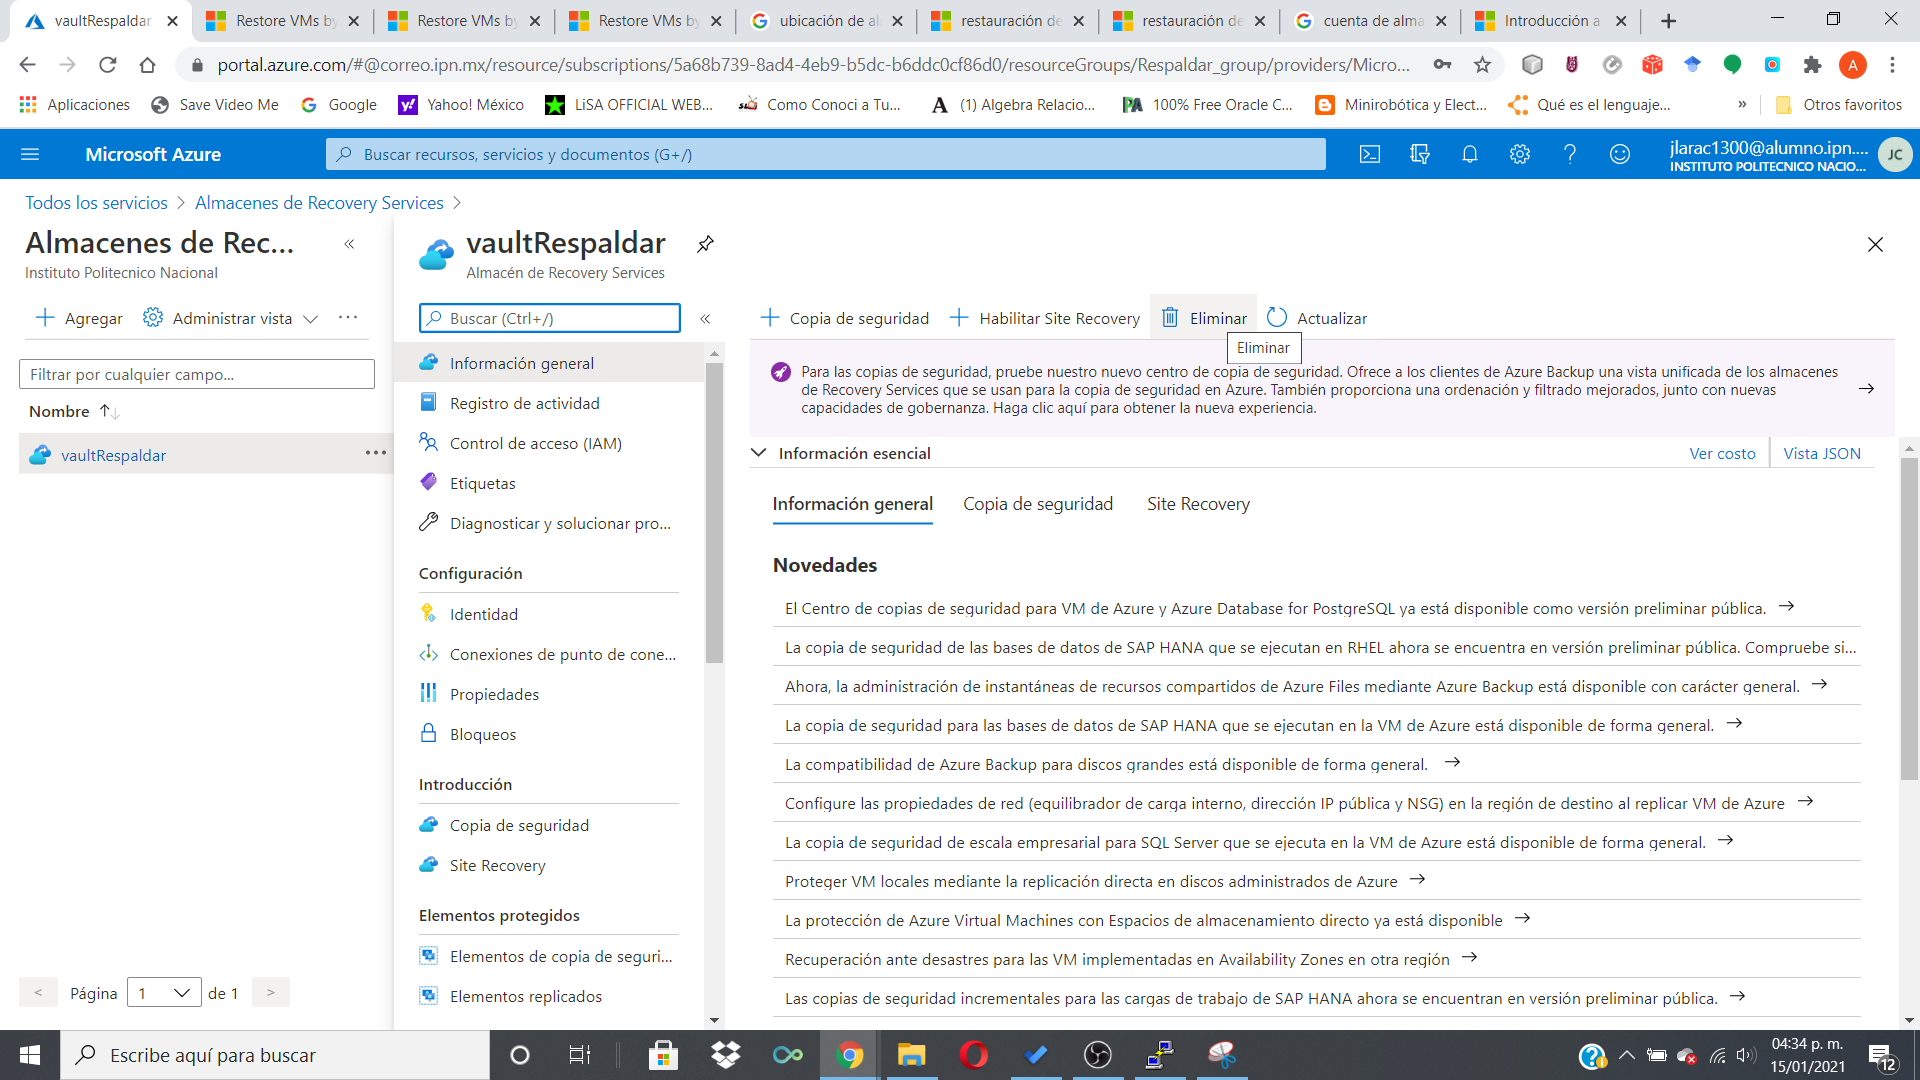 vaultRespaldar
Restore VMs by
Restore VMs by
Restore VMs by
ubicación de al
restauración de
restauración de
cuenta de alma
Introducción a
portal.azure.com/#@correo.ipn.mx/resource/subscriptions/5a68b739-8ad4-4eb9-b5dc-b6ddc0cf86d0/resourceGroups/Respaldar_group/providers/Micro...
A
Aplicaciones
Save Video Me
Google
Yahoo! México
LiSA OFFICIAL WEB...
Como Conoci a Tu...
(1) Algebra Relacio...
100% Free Oracle C...
Minirobótica y Elect...
Qué es el lenguaje...
»
Otros favoritos
Microsoft Azure
Buscar recursos, servicios y documentos (G+/)
jlarac1300@alumno.ipn....
INSTITUTO POLITECNICO NACIO...
JC
Todos los servicios > Almacenes de Recovery Services >
Almacenes de Rec...
«
Instituto Politecnico Nacional
Agregar
Administrar vista
...
Filtrar por cualquier campo...
Nombre
vaultRespaldar
...
< Página 1 de 1 >
vaultRespaldar
Almacén de Recovery Services
Buscar (Ctrl+/)
«
Información general
Registro de actividad
Control de acceso (IAM)
Etiquetas
Diagnosticar y solucionar pro...
Configuración
Identidad
Conexiones de punto de cone...
Propiedades
Bloqueos
Introducción
Copia de seguridad
Site Recovery
Elementos protegidos
Elementos de copia de seguri...
Elementos replicados
Copia de seguridad
Habilitar Site Recovery
Eliminar
Actualizar
Eliminar
Para las copias de seguridad, pruebe nuestro nuevo centro de copia de seguridad. Ofrece a los clientes de Azure Backup una vista unificada de los almacenes
de Recovery Services que se usan para la copia de seguridad en Azure. También proporciona una ordenación y filtrado mejorados, junto con nuevas
capacidades de gobernanza. Haga clic aquí para obtener la nueva experiencia.
Información esencial
Ver costo
Vista JSON
Información general
Copia de seguridad
Site Recovery
Novedades
El Centro de copias de seguridad para VM de Azure y Azure Database for PostgreSQL ya está disponible como versión preliminar pública.
La copia de seguridad de las bases de datos de SAP HANA que se ejecutan en RHEL ahora se encuentra en versión preliminar pública. Compruebe si...
Ahora, la administración de instantáneas de recursos compartidos de Azure Files mediante Azure Backup está disponible con carácter general.
La copia de seguridad para las bases de datos de SAP HANA que se ejecutan en la VM de Azure está disponible de forma general.
La compatibilidad de Azure Backup para discos grandes está disponible de forma general.
Configure las propiedades de red (equilibrador de carga interno, dirección IP pública y NSG) en la región de destino al replicar VM de Azure
La copia de seguridad de escala empresarial para SQL Server que se ejecuta en la VM de Azure está disponible de forma general.
Proteger VM locales mediante la replicación directa en discos administrados de Azure
La protección de Azure Virtual Machines con Espacios de almacenamiento directo ya está disponible
Recuperación ante desastres para las VM implementadas en Availability Zones en otra región
Las copias de seguridad incrementales para las cargas de trabajo de SAP HANA ahora se encuentran en versión preliminar pública.
Escribe aquí para buscar
04:34 p. m.
15/01/2021
12